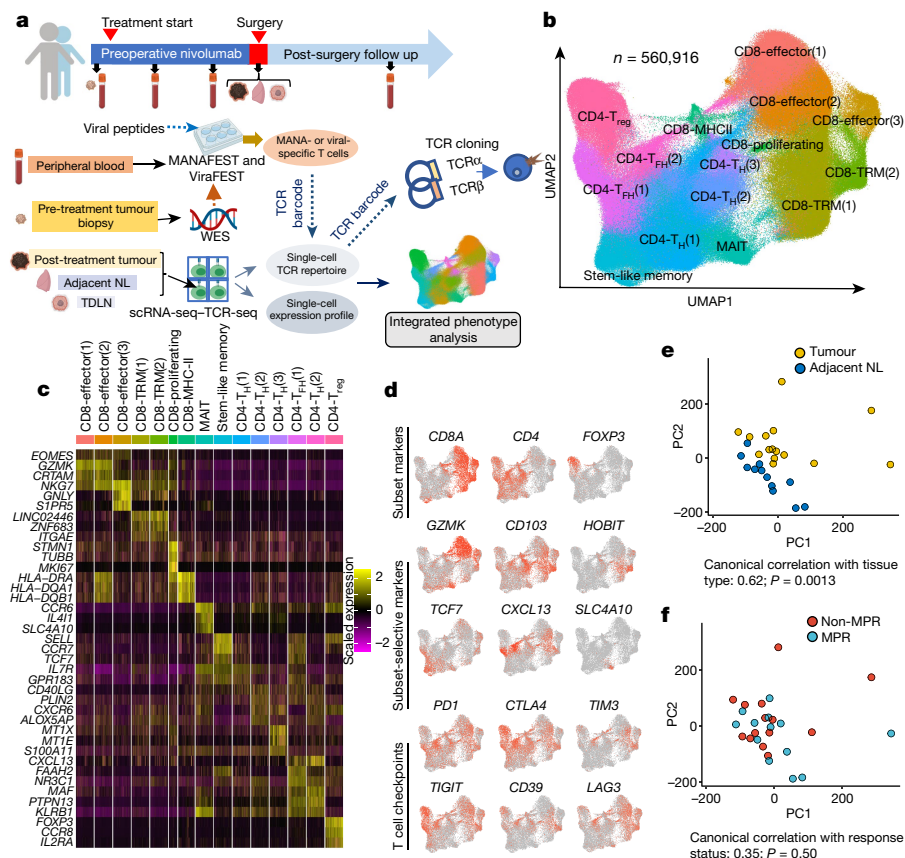 a
Treatment start
Surgery
Preoperative nivolumab
Post-surgery follow up
Viral peptides
Peripheral blood
MANAFEST and
ViraFEST
MANA- or viral-
specific T cells
TCR cloning
TCRα
TCRβ
Pre-treatment tumour
biopsy
WES
TCR
barcode
TCR barcode
Post-treatment tumour
Adjacent NL
TDLN
scRNA-seq–TCR-seq
Single-cell
TCR repertoire
Single-cell
expression profile
Integrated phenotype
analysis
b
n = 560,916
CD8-effector(1)
CD8-effector(2)
CD8-effector(3)
CD4-Treg
CD8-MHCII
CD8-proliferating
CD4-TFH(2)
CD4-TH(3)
CD8-TRM(2)
CD4-TFH(1)
CD4-TH(2)
CD8-TRM(1)
CD4-TH(1)
MAIT
Stem-like memory
UMAP2
UMAP1
c
CD8-effector(1)
CD8-effector(2)
CD8-effector(3)
CD8-TRM(1)
CD8-TRM(2)
CD8-proliferating
CD8-MHC-II
MAIT
Stem-like memory
CD4-TH(1)
CD4-TH(2)
CD4-TH(3)
CD4-TFH(1)
CD4-TFH(2)
CD4-Treg
EOMES
GZMK
CRTAM
NKG7
GNLY
S1PR5
LINC02446
ZNF683
ITGAE
STMN1
TUBB
MKI67
HLA–DRA
HLA–DQA1
HLA–DQB1
CCR6
IL4I1
SLC4A10
SELL
CCR7
TCF7
IL7R
GPR183
CD40LG
PLIN2
CXCR6
ALOX5AP
MT1X
MT1E
S100A11
CXCL13
FAAH2
NR3C1
MAF
PTPN13
KLRB1
FOXP3
CCR8
IL2RA
Scaled expression
2
0
−2
d
Subset markers
CD8A
CD4
FOXP3
Subset-selective markers
GZMK
CD103
HOBIT
TCF7
CXCL13
SLC4A10
T cell checkpoints
PD1
CTLA4
TIM3
TIGIT
CD39
LAG3
e
Tumour
Adjacent NL
PC2
200
0
−200
−200
0
200
PC1
Canonical correlation with tissue
type: 0.62; P = 0.0013
f
Non-MPR
MPR
PC2
200
0
−200
−200
0
200
PC1
Canonical correlation with response
status: 0.35; P = 0.50